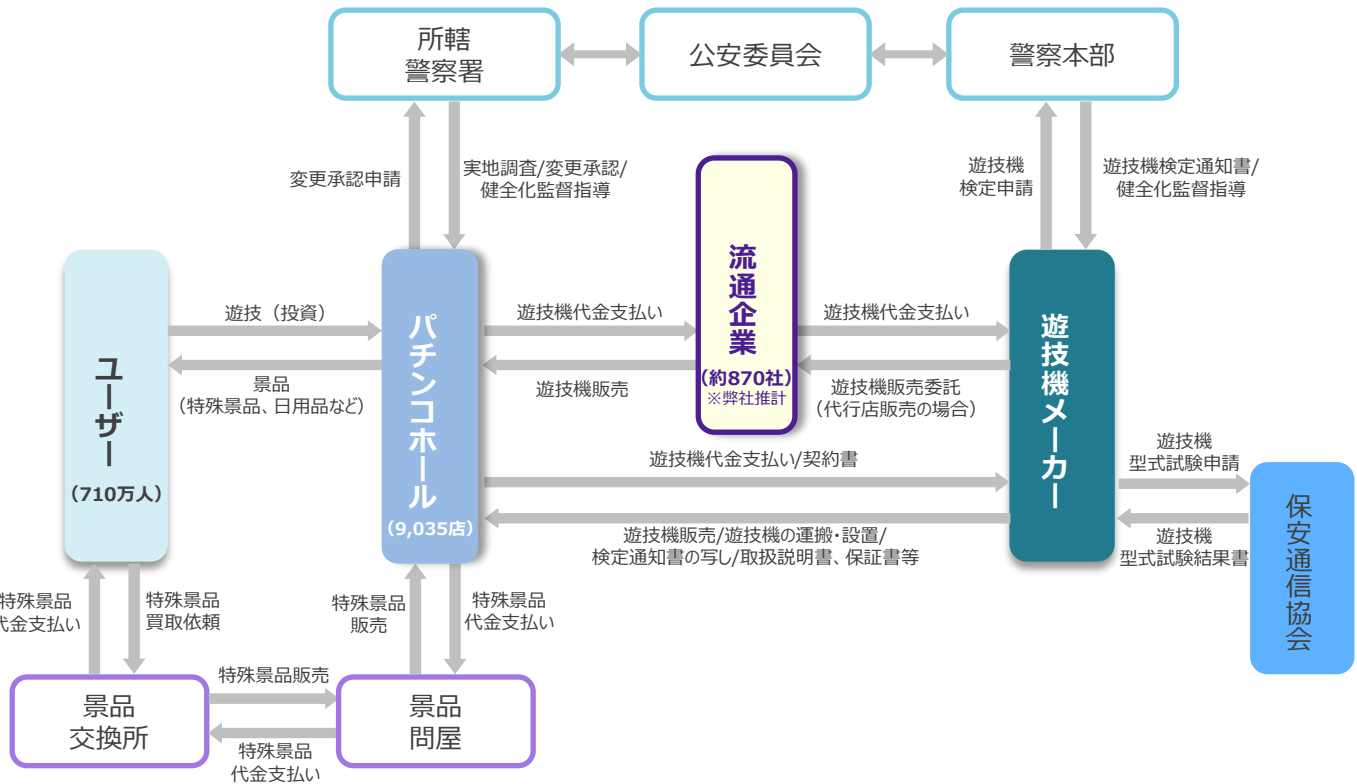 所轄
警察署
公安委員会
警察本部
変更承認申請
実地調査/変更承認/
健全化監督指導
遊技機
検定申請
遊技機検定通知書/
健全化監督指導
ユーザー
（710万人）
遊技（投資）
景品
（特殊景品、日用品など）
パチンコホール
（9,035店）
遊技機代金支払い
遊技機販売
流通企業
（約870社）
※弊社推計
遊技機代金支払い
遊技機販売委託
（代行店販売の場合）
遊技機メーカー
遊技機代金支払い/契約書
遊技機販売/遊技機の運搬・設置/
検定通知書の写し/取扱説明書、保証書等
遊技機
型式試験申請
遊技機
型式試験結果書
保安通信協会
特殊景品
代金支払い
特殊景品
買取依頼
特殊景品
販売
特殊景品
代金支払い
景品
交換所
特殊景品販売
特殊景品
代金支払い
景品
問屋